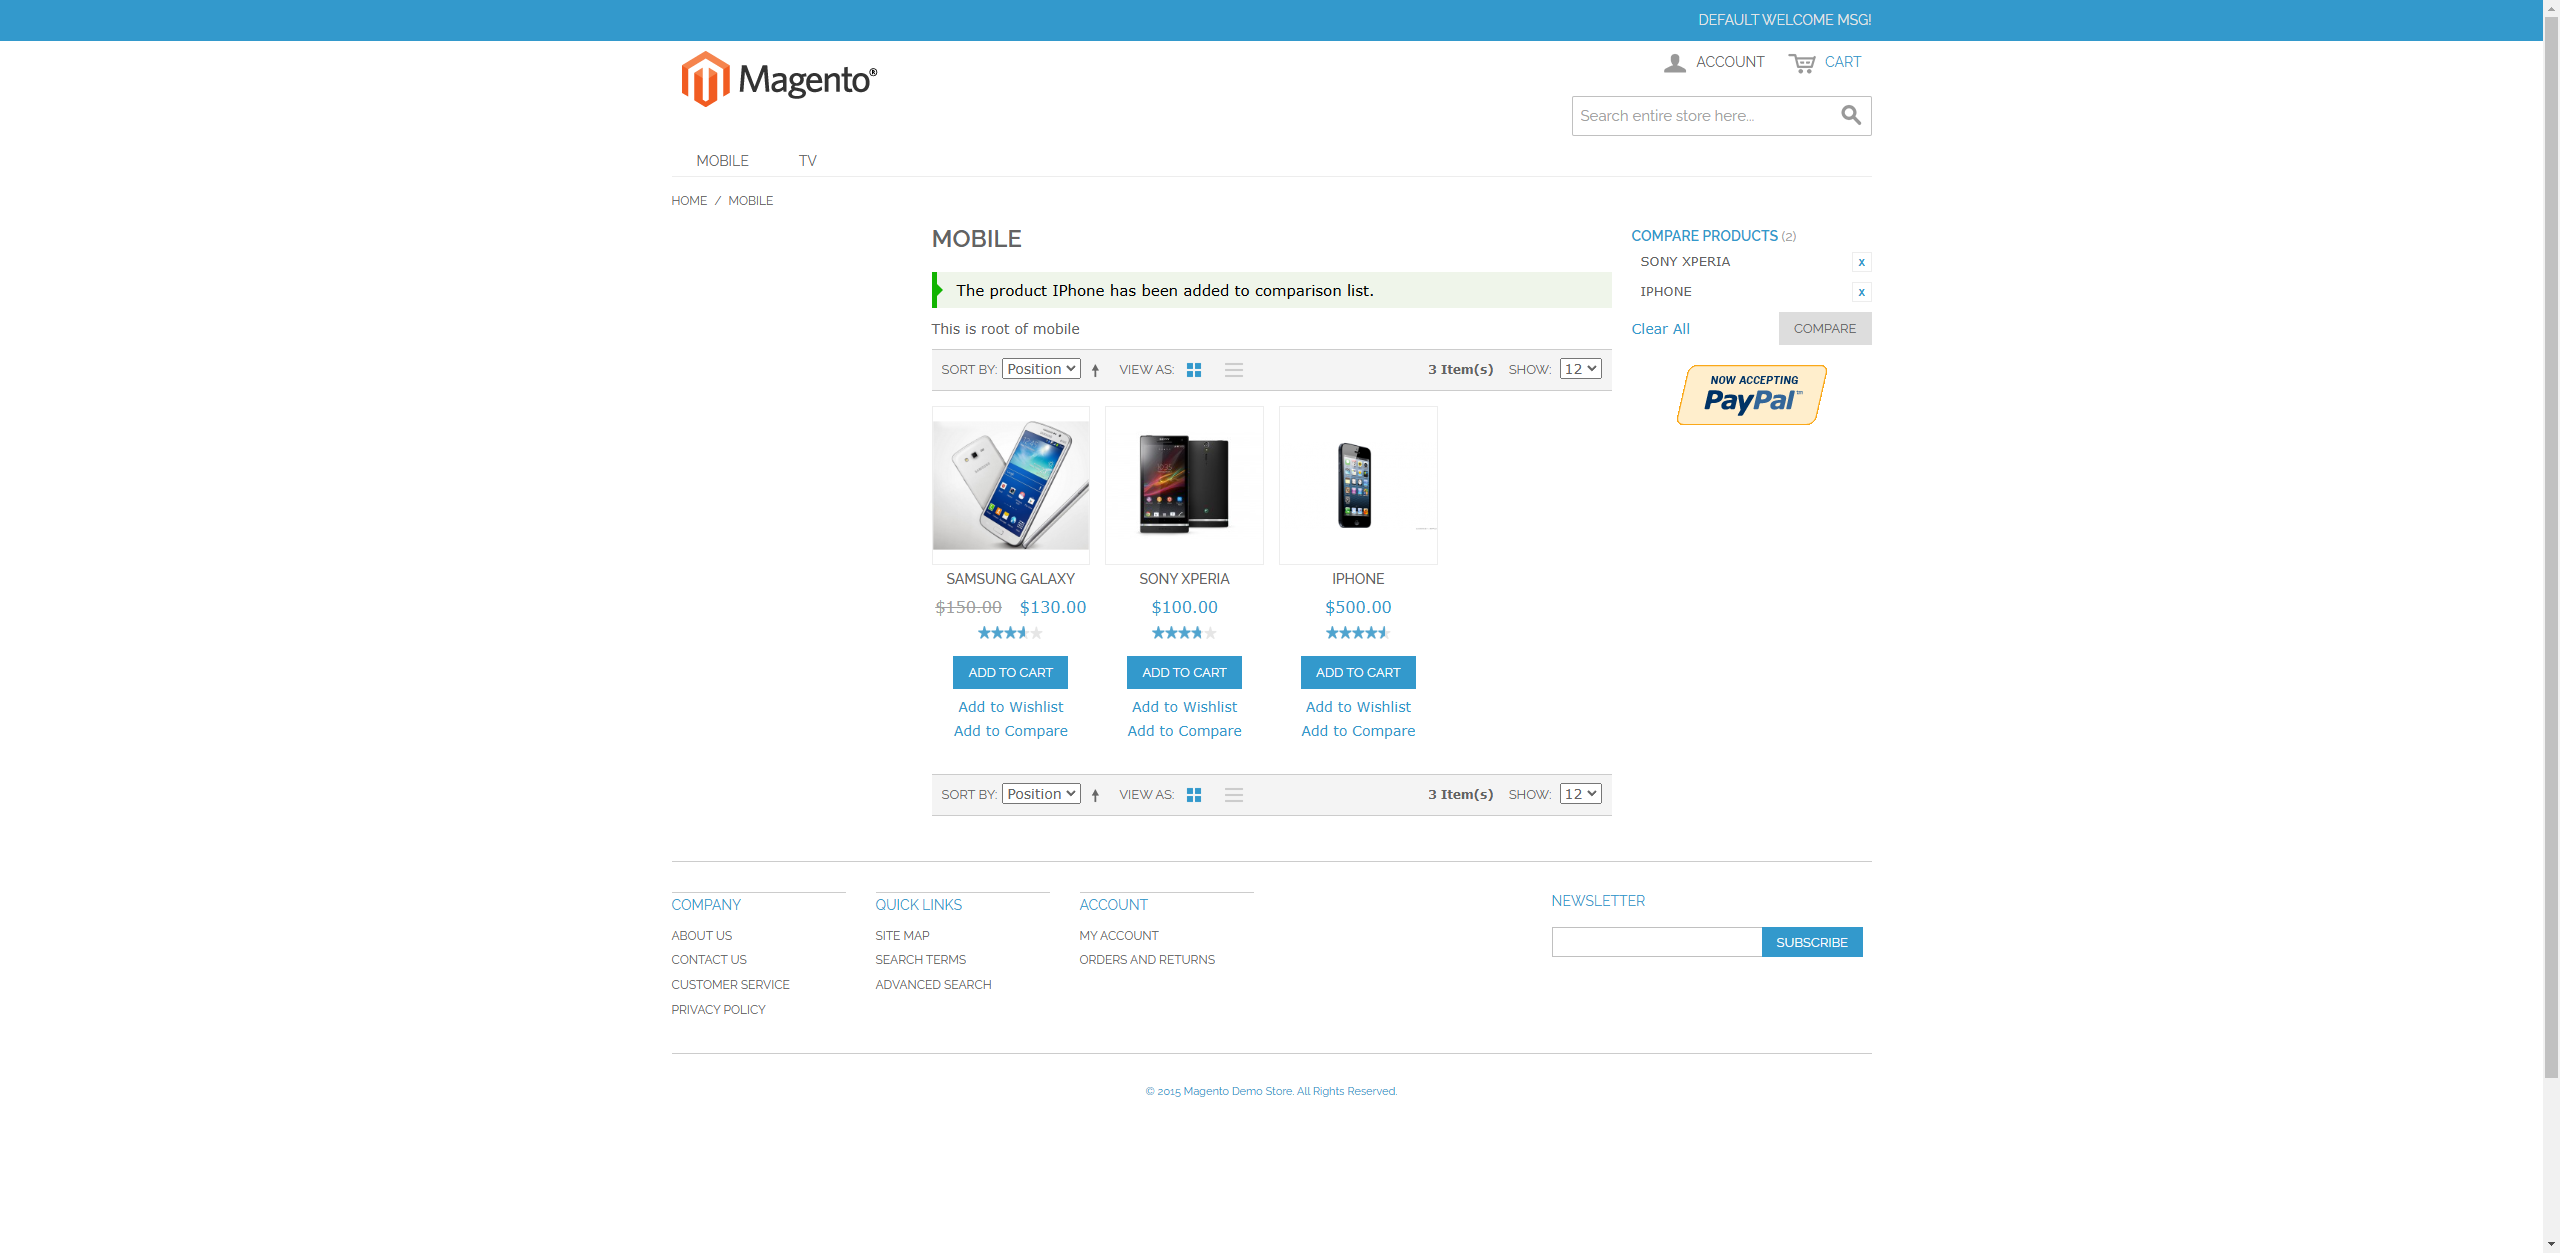 DEFAULT WELCOME MSG!
Magento®
ACCOUNT CART
Search entire store here...
MOBILE TV
HOME / MOBILE
MOBILE
The product IPhone has been added to comparison list.
This is root of mobile
COMPARE PRODUCTS (2)
SONY XPERIA x
IPHONE x
Clear All COMPARE
NOW ACCEPTING
PayPal™
SORT BY: Position VIEW AS: 3 Item(s) SHOW: 12
SAMSUNG GALAXY SONY XPERIA IPHONE
$150.00 $130.00 $100.00 $500.00
ADD TO CART ADD TO CART ADD TO CART
Add to Wishlist Add to Wishlist Add to Wishlist
Add to Compare Add to Compare Add to Compare
SORT BY: Position VIEW AS: 3 Item(s) SHOW: 12
COMPANY
ABOUT US
CONTACT US
CUSTOMER SERVICE
PRIVACY POLICY
QUICK LINKS
SITE MAP
SEARCH TERMS
ADVANCED SEARCH
ACCOUNT
MY ACCOUNT
ORDERS AND RETURNS
NEWSLETTER
SUBSCRIBE
© 2015 Magento Demo Store. All Rights Reserved.